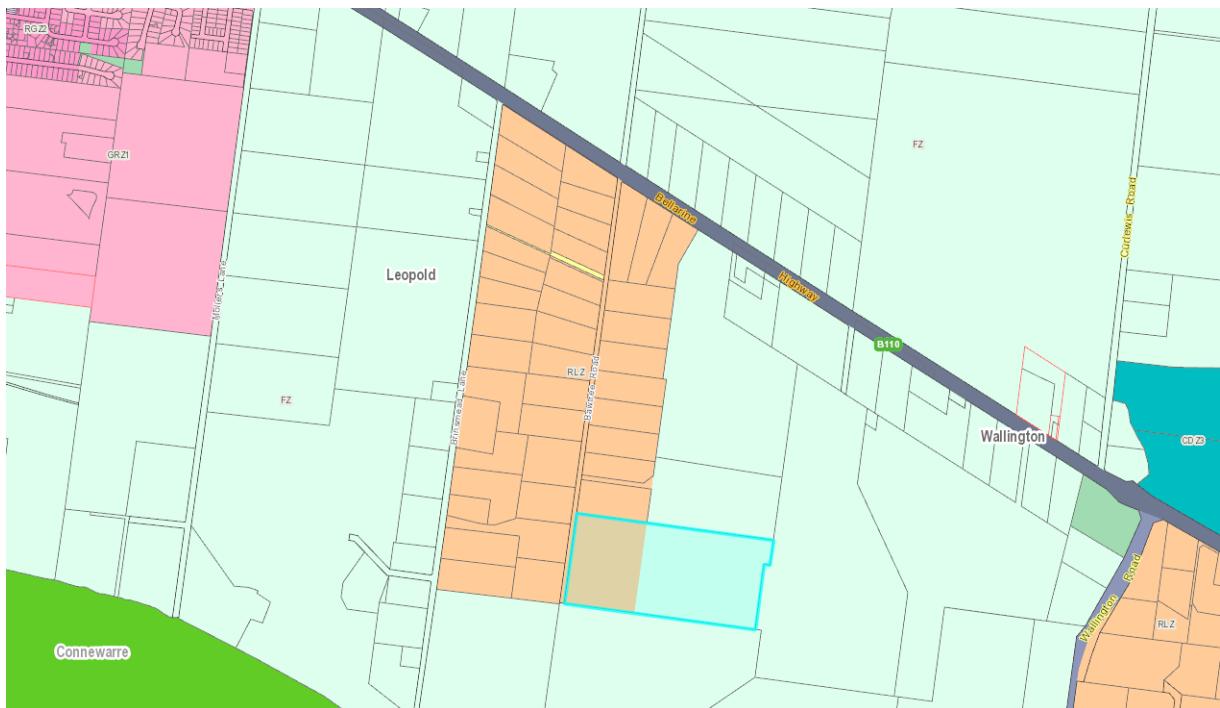 RGZ2
GRZ1
FZ
Bellarine
Curlewis Road
Leopold
Mollers Lane
Highway
B110
Bawtree Road
RLZ
Brinsmead Lane
FZ
Wallington
CDZ3
Wallington Road
RLZ
Connewarre